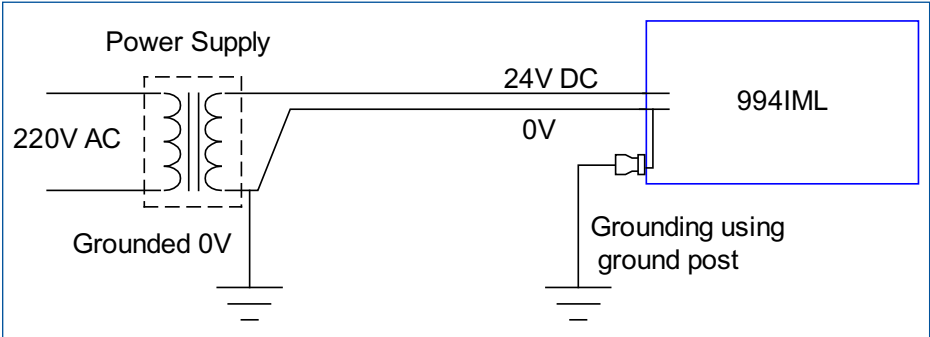 Power Supply
24V DC
994IML
220V AC
0V
Grounded 0V
Grounding using
ground post